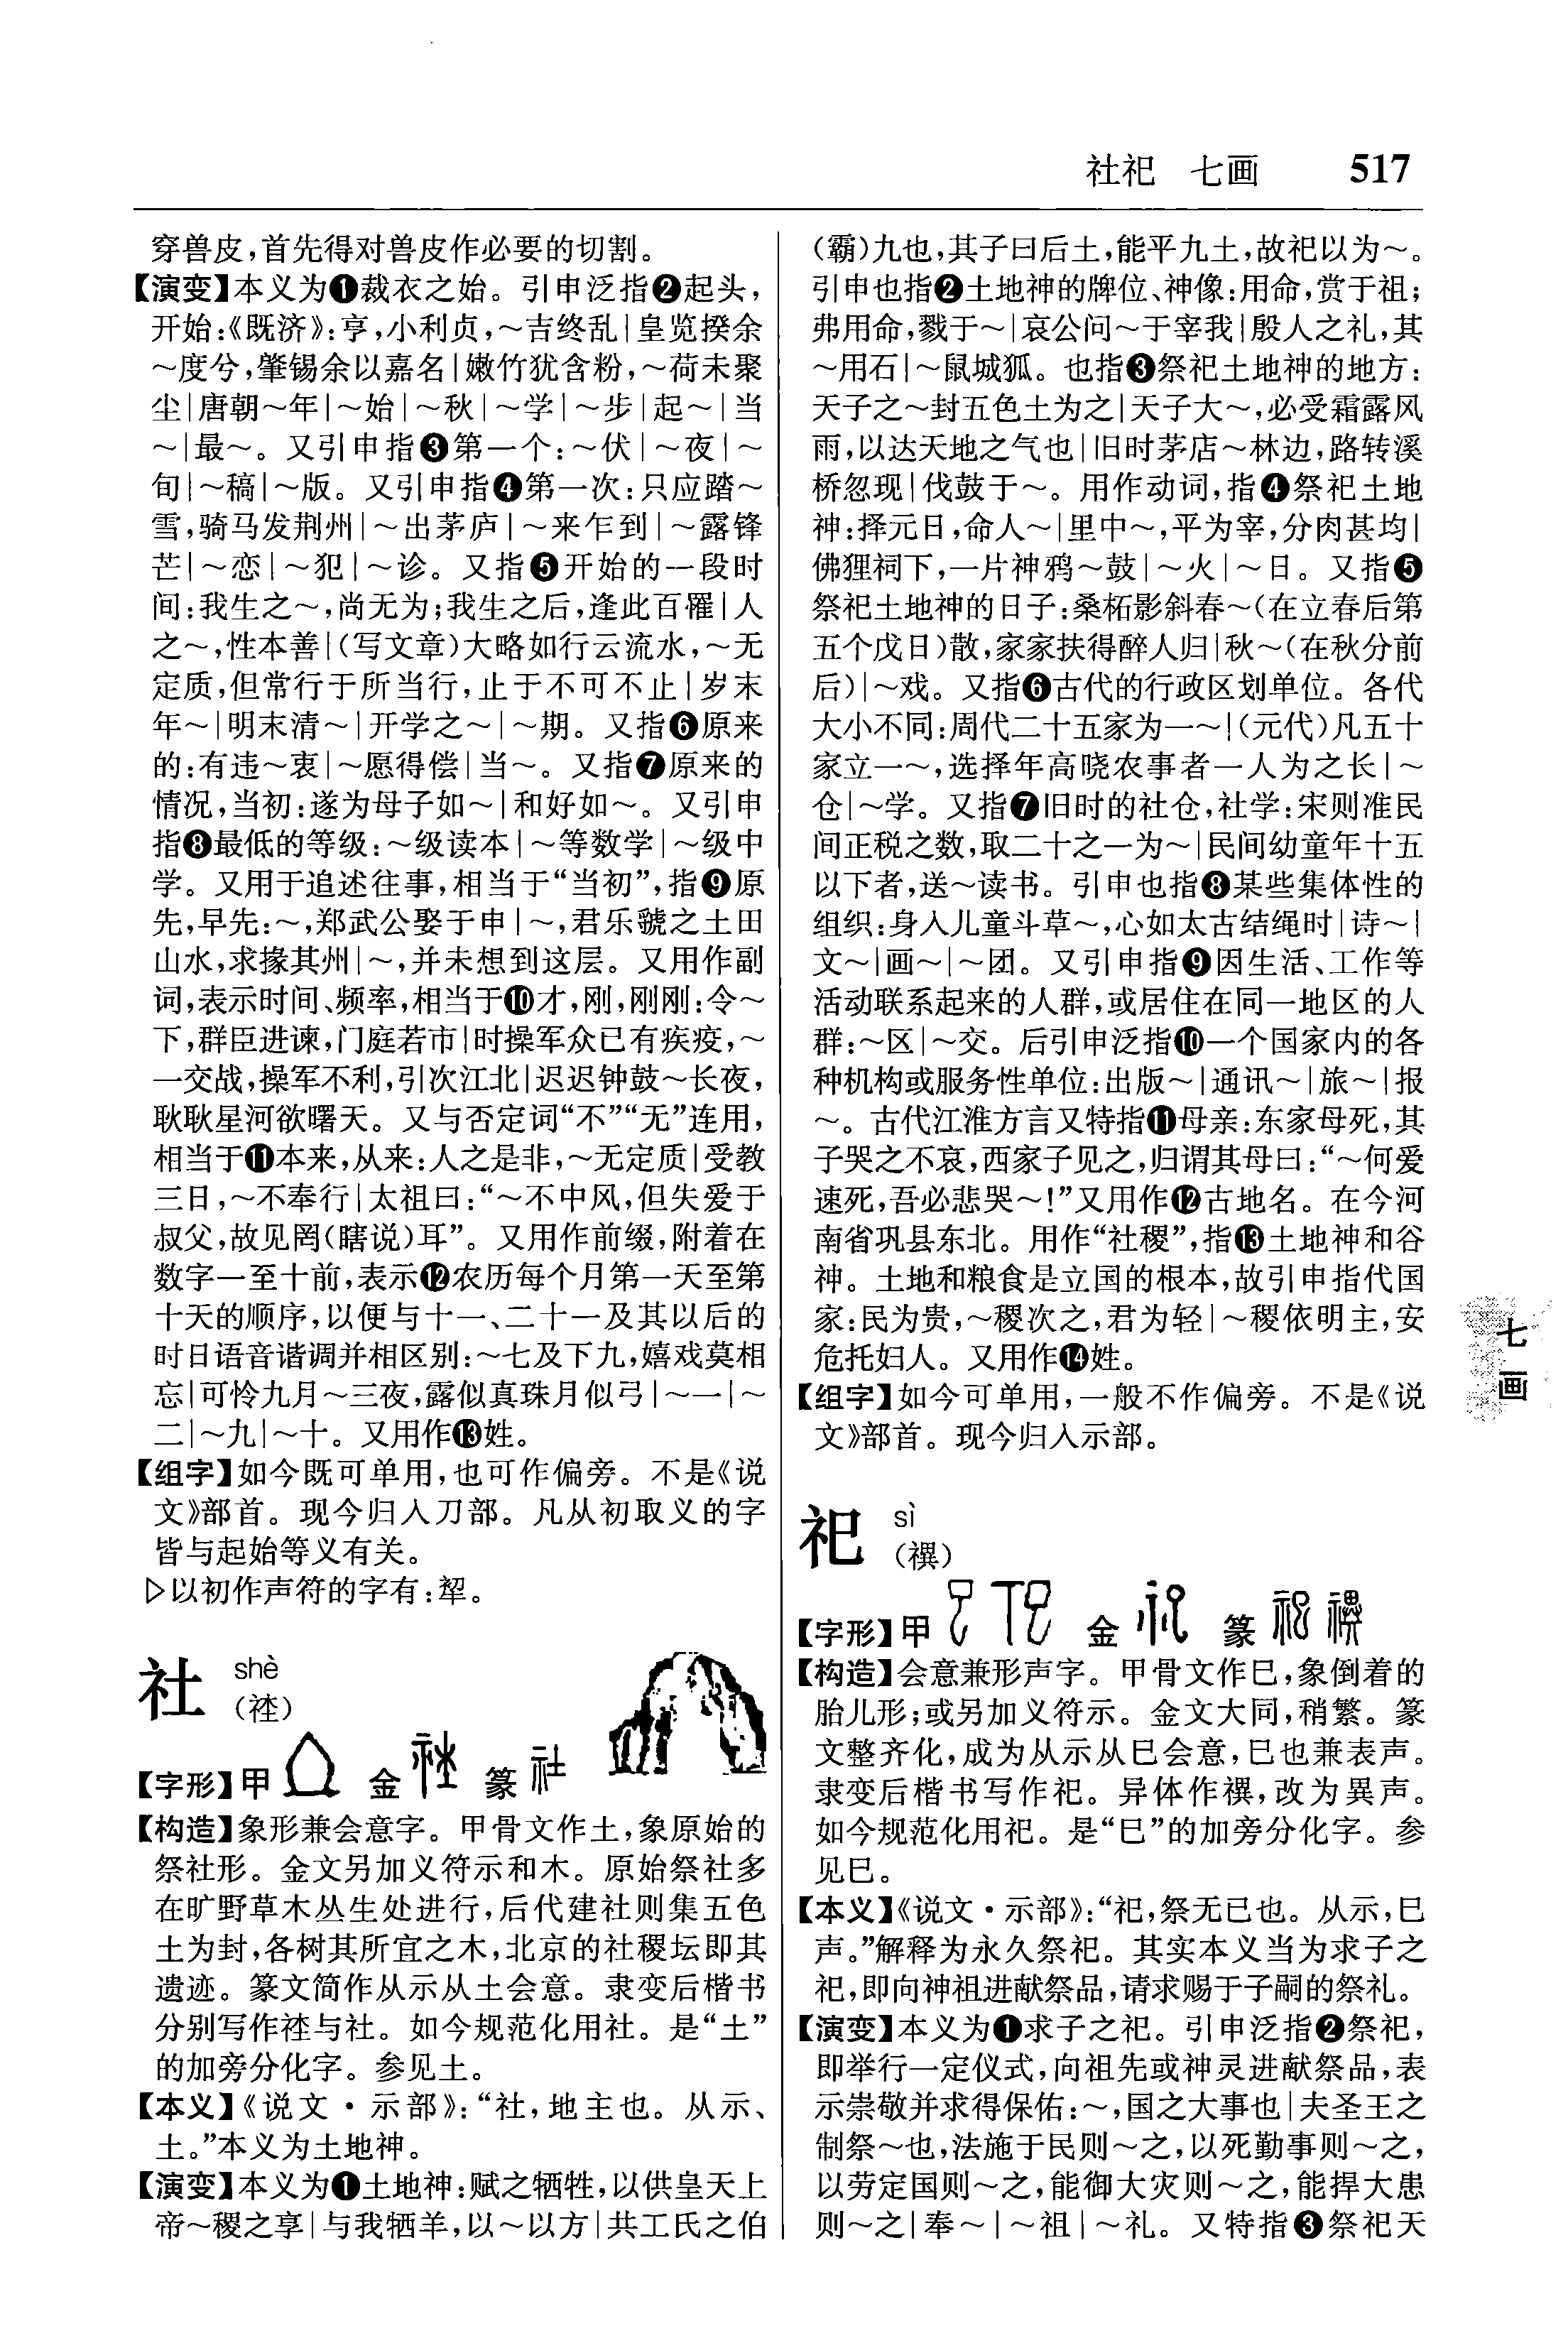 社祀 七画 517
穿兽皮,首先得对兽皮作必要的切割。
【演变】本义为❶裁衣之始。引申泛指❷起头,
开始:《既济》:亨,小利贞,~吉终乱|皇览揆余
~度兮,肇锡余以嘉名|嫩竹犹含粉,~荷未聚
尘|唐朝~年|~始|~秋|~学|~步|起~|当
~|最~。又引申指❸第一个:~伏|~夜|~
旬|~稿|~版。又引申指❹第一次:只应踏~
雪,骑马发荆州|~出茅庐|~来乍到|~露锋
芒|~恋|~犯|~诊。又指❺开始的一段时
间:我生之~,尚无为;我生之后,逢此百罹|人
之~,性本善|(写文章)大略如行云流水,~无
定质,但常行于所当行,止于不可不止|岁末
年~|明末清~|开学之~|~期。又指❻原来
的:有违~衷|~愿得偿|当~。又指❼原来的
情况,当初:遂为母子如~|和好如~。又引申
指❽最低的等级:~级读本|~等数学|~级中
学。又用于追述往事,相当于“当初”,指❾原
先,早先:~,郑武公娶于申|~,君乐虢之土田
山水,求掾其州|~,并未想到这层。又用作副
词,表示时间、频率,相当于❿才,刚,刚刚:令~
下,群臣进谏,门庭若市|时操军众已有疾疫,~
一交战,操军不利,引次江北|迟迟钟鼓~长夜,
耿耿星河欲曙天。又与否定词“不”“无”连用,
相当于⓫本来,从来:人之是非,~无定质|受教
三日,~不奉行|太祖曰:“~不中风,但失爱于
叔父,故见罔(瞎说)耳”。又用作前缀,附着在
数字一至十前,表示⓬农历每个月第一天至第
十天的顺序,以便与十一、二十一及其以后的
时日语音谐调并相区别:~七及下九,嬉戏莫相
忘|可怜九月~三夜,露似真珠月似弓|~一|~
二|~九|~十。又用作⓭姓。
【组字】如今既可单用,也可作偏旁。不是《说
文》部首。现今归入刀部。凡从初取义的字
皆与起始等义有关。
▷以初作声符的字有:犂。
社 shè
(䄕)
【字形】甲 金 篆
【构造】象形兼会意字。甲骨文作土,象原始的
祭社形。金文另加义符示和木。原始祭社多
在旷野草木丛生处进行,后代建社则集五色
土为封,各树其所宜之木,北京的社稷坛即其
遗迹。篆文简作从示从土会意。隶变后楷书
分别写作䄕与社。如今规范化用社。是“土”
的加旁分化字。参见土。
【本义】《说文·示部》:“社,地主也。从示、
土。”本义为土地神。
【演变】本义为❶土地神:赋之牺牲,以供皇天上
帝~稷之享|与我牺羊,以~以方|共工氏之伯
(霸)九也,其子曰后土,能平九土,故祀以为~。
引申也指❷土地神的牌位、神像:用命,赏于祖;
弗用命,戮于~|哀公问~于宰我|殷人之礼,其
~用石|~鼠城狐。也指❸祭祀土地神的地方:
天子之~封五色土为之|天子大~,必受霜露风
雨,以达天地之气也|旧时茅店~林边,路转溪
桥忽现|伐鼓于~。用作动词,指❹祭祀土地
神:择元日,命人~|里中~,平为宰,分肉甚均|
佛狸祠下,一片神鸦~鼓|~火|~日。又指❺
祭祀土地神的日子:桑柘影斜春~(在立春后第
五个戊日)散,家家扶得醉人归|秋~(在秋分前
后)|~戏。又指❻古代的行政区划单位。各代
大小不同:周代二十五家为一~|(元代)凡五十
家立一~,选择年高晓农事者一人为之长|~
仓|~学。又指❼旧时的社仓,社学:宋则准民
间正税之数,取二十之一为~|民间幼童年十五
以下者,送~读书。引申也指❽某些集体性的
组织:身入儿童斗草~,心如太古结绳时|诗~|
文~|画~|~团。又引申指❾因生活、工作等
活动联系起来的人群,或居住在同一地区的人
群:~区|~交。后引申泛指❿一个国家内的各
种机构或服务性单位:出版~|通讯~|旅~|报
~。古代江淮方言又特指⓫母亲:东家母死,其
子哭之不哀,西家子见之,归谓其母曰:“~何爱
速死,吾必悲哭~!”又用作⓬古地名。在今河
南省巩县东北。用作“社稷”,指⓭土地神和谷
神。土地和粮食是立国的根本,故引申指代国
家:民为贵,~稷次之,君为轻|~稷依明主,安
危托妇人。又用作⓮姓。
【组字】如今可单用,一般不作偏旁。不是《说
文》部首。现今归入示部。
祀 sì
(禩)
【字形】甲 金 篆
【构造】会意兼形声字。甲骨文作巳,象倒着的
胎儿形;或另加义符示。金文大同,稍繁。篆
文整齐化,成为从示从巳会意,巳也兼表声。
隶变后楷书写作祀。异体作禩,改为異声。
如今规范化用祀。是“巳”的加旁分化字。参
见巳。
【本义】《说文·示部》:“祀,祭无已也。从示,巳
声。”解释为永久祭祀。其实本义当为求子之
祀,即向神祖进献祭品,请求赐于子嗣的祭礼。
【演变】本义为❶求子之祀。引申泛指❷祭祀,
即举行一定仪式,向祖先或神灵进献祭品,表
示崇敬并求得保佑:~,国之大事也|夫圣王之
制祭~也,法施于民则~之,以死勤事则~之,
以劳定国则~之,能御大灾则~之,能捍大患
则~之|奉~|~祖|~礼。又特指❸祭祀天
七
画